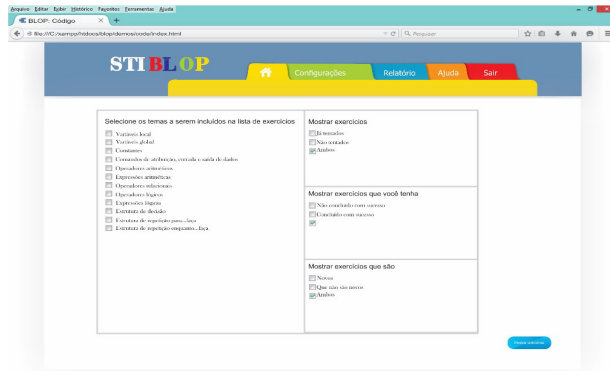 Arquivo Editar Exibir Histórico Favoritos Ferramentas Ajuda
BLOP: Código
file:///C:/xampp/htdocs/blop/demos/code/index.html
Pesquisar
STI BLOP
Configurações
Relatório
Ajuda
Sair
Selecione os temas a serem incluídos na lista de exercícios
Variáveis local
Variáveis global
Constantes
Comandos de atribuição, entrada e saída de dados
Operadores aritméticos
Expressões aritméticas
Operadores relacionais
Operadores lógicos
Expressões lógicas
Estrutura de decisão
Estrutura de repetição para...faça
Estrutura de repetição enquanto...faça
Mostrar exercícios
Já tentados
Não tentados
Ambos
Mostrar exercícios que você tenha
Não concluído com sucesso
Concluído com sucesso
Mostrar exercícios que são
Novos
Que não são novos
Ambos